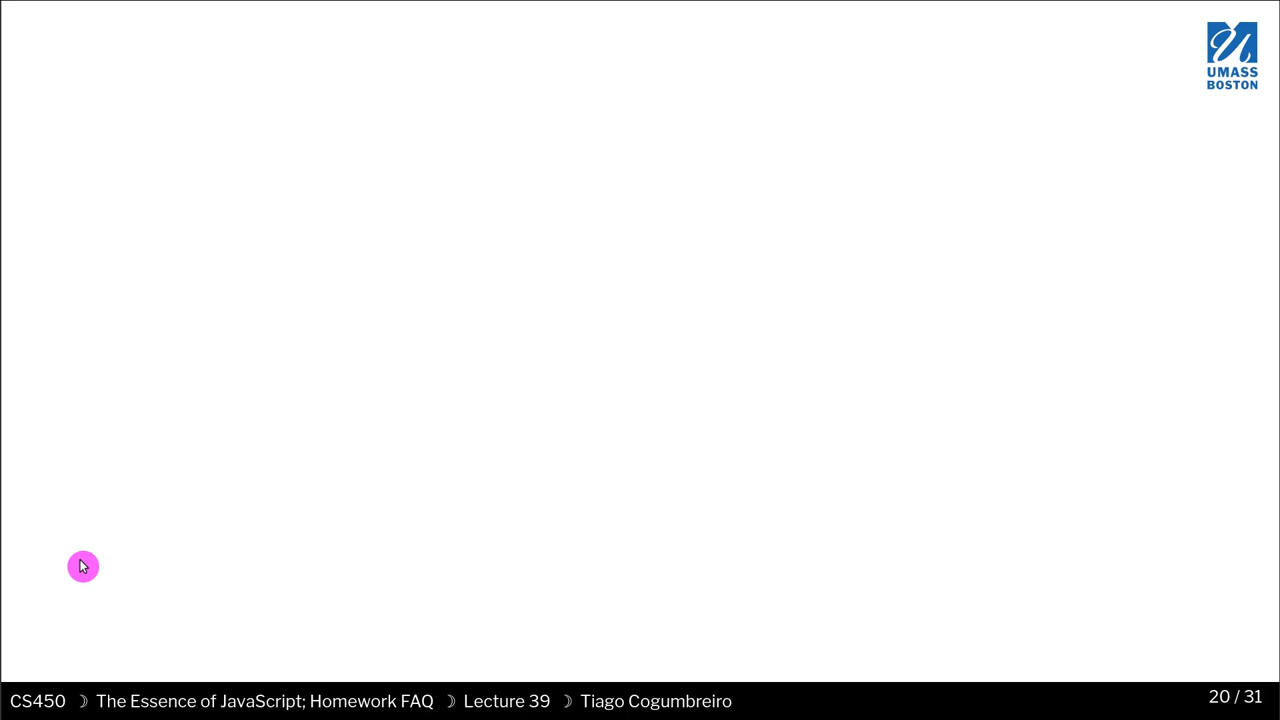 UMASS
BOSTON
CS450 ☽ The Essence of JavaScript; Homework FAQ ☽ Lecture 39 ☽ Tiago Cogumbreiro
20 / 31